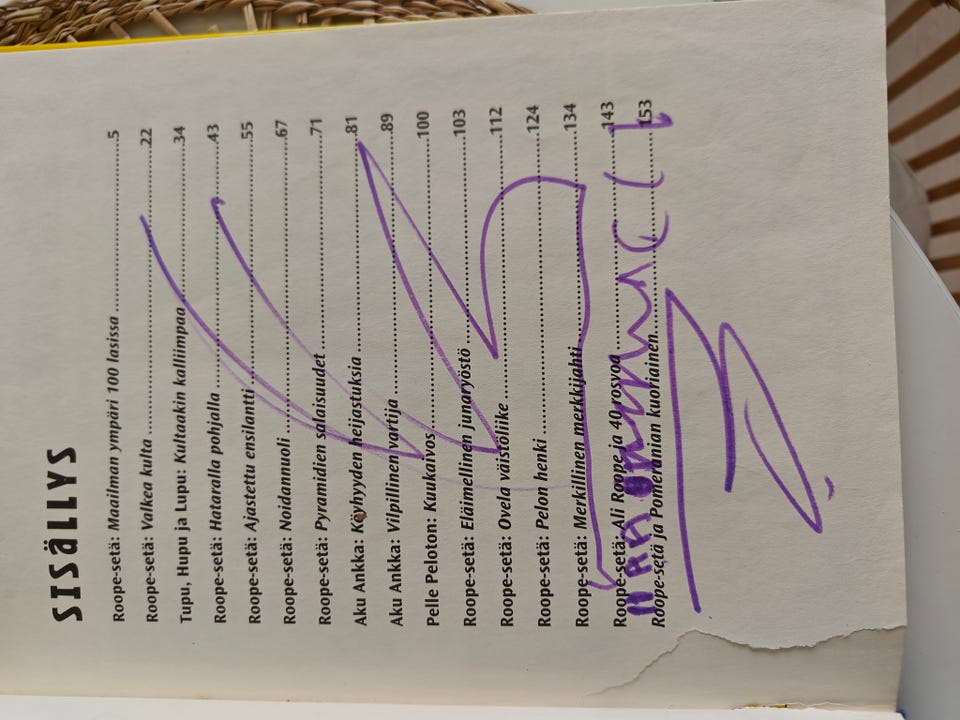 SISÄLLYS
Roope-setä: Maailman ympäri 100 lasissa ........ 5
Roope-setä: Valkea kulta ........ 22
Tupu, Hupu ja Lupu: Kultaakin kalliimpaa ........ 34
Roope-setä: Hataralla pohjalla ........ 43
Roope-setä: Ajastettu ensilantti ........ 55
Roope-setä: Noidannuoli ........ 67
Roope-setä: Pyramidien salaisuudet ........ 71
Aku Ankka: Köyhyyden heijastuksia ........ 81
Aku Ankka: Vilpillinen vartija ........ 89
Pelle Peloton: Kuukaivos ........ 100
Roope-setä: Eläimellinen junaryöstö ........ 103
Roope-setä: Ovela väistöliike ........ 112
Roope-setä: Pelon henki ........ 124
Roope-setä: Merkillinen merkkijahti ........ 134
Roope-setä: Ali Roope ja 40 rosvoa ........ 143
Roope-setä ja Pomeranian kuoriainen ........ 153